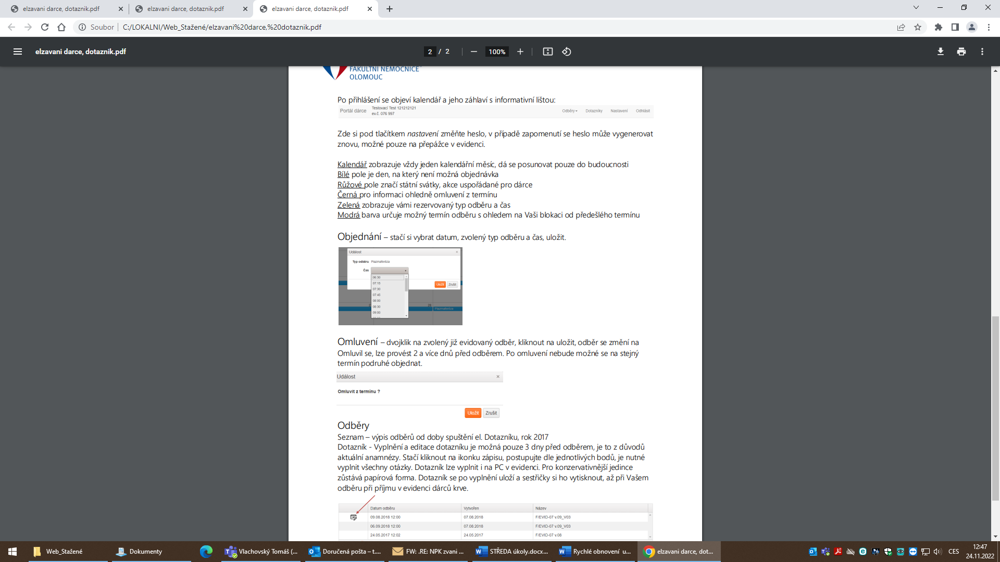 elzavani darce, dotaznik.pdf
elzavani darce, dotaznik.pdf
elzavani darce, dotaznik.pdf
Soubor
C:/LOKALNI/Web_Stažené/elzavani%20darce,%20dotaznik.pdf
elzavani darce, dotaznik.pdf
2 / 2
100%
FAKULTNÍ NEMOCNICE
OLOMOUC
Po přihlášení se objeví kalendář a jeho záhlaví s informativní lištou:
Portál dárce
Testovací Test 121212121
ev.č. 076 997
Odběry
Dotazníky
Nastavení
Odhlásit
Zde si pod tlačítkem nastavení změňte heslo, v případě zapomenutí se heslo může vygenerovat
znovu, možné pouze na přepážce v evidenci.
Kalendář zobrazuje vždy jeden kalendářní měsíc, dá se posunovat pouze do budoucnosti
Bílé pole je den, na který není možná objednávka
Růžové pole značí státní svátky, akce uspořádané pro dárce
Černá pro informaci ohledně omluvení z termínu
Zelená zobrazuje vámi rezervovaný typ odběru a čas
Modrá barva určuje možný termín odběru s ohledem na Vaši blokaci od předešlého termínu
Objednání – stačí si vybrat datum, zvolený typ odběru a čas, uložit.
Událost
Typ odběru Plazmaferéza
Čas
06:30
07:15
07:30
07:45
08:00
08:30
09:00
Uložit
Zrušit
28
Plazmaferéza
Omluvení – dvojklik na zvolený již evidovaný odběr, kliknout na uložit, odběr se změní na
Omluvil se, lze provést 2 a více dnů před odběrem. Po omluvení nebude možné se na stejný
termín podruhé objednat.
Událost
Omluvit z termínu ?
Uložit
Zrušit
Odběry
Seznam – výpis odběrů od doby spuštění el. Dotazníku, rok 2017
Dotazník - Vyplnění a editace dotazníku je možná pouze 3 dny před odběrem, je to z důvodů
aktuální anamnézy. Stačí kliknout na ikonku zápisu, postupujte dle jednotlivých bodů, je nutné
vyplnit všechny otázky. Dotazník lze vyplnit i na PC v evidenci. Pro konzervativnější jedince
zůstává papírová forma. Dotazník se po vyplnění uloží a sestřičky si ho vytisknout, až při Vašem
odběru při příjmu v evidenci dárců krve.
Datum odběru
Vytvořen
Název
09.08.2018 12:00
07.08.2018
F/EVID-07 v.09_V03
06.09.2018 12:00
07.08.2018
F/EVID-07 v.09_V03
24.05.2017 12:02
24.05.2017
F/EVID-07 v.08
Web_Stažené
Dokumenty
Vlachovský Tomáš (...
Doručená pošta – t....
FW: .RE: NPK zvani ...
STŘEDA úkoly.docx...
Rychlé obnovení u...
elzavani darce, dot...
CES
12:47
24.11.2022